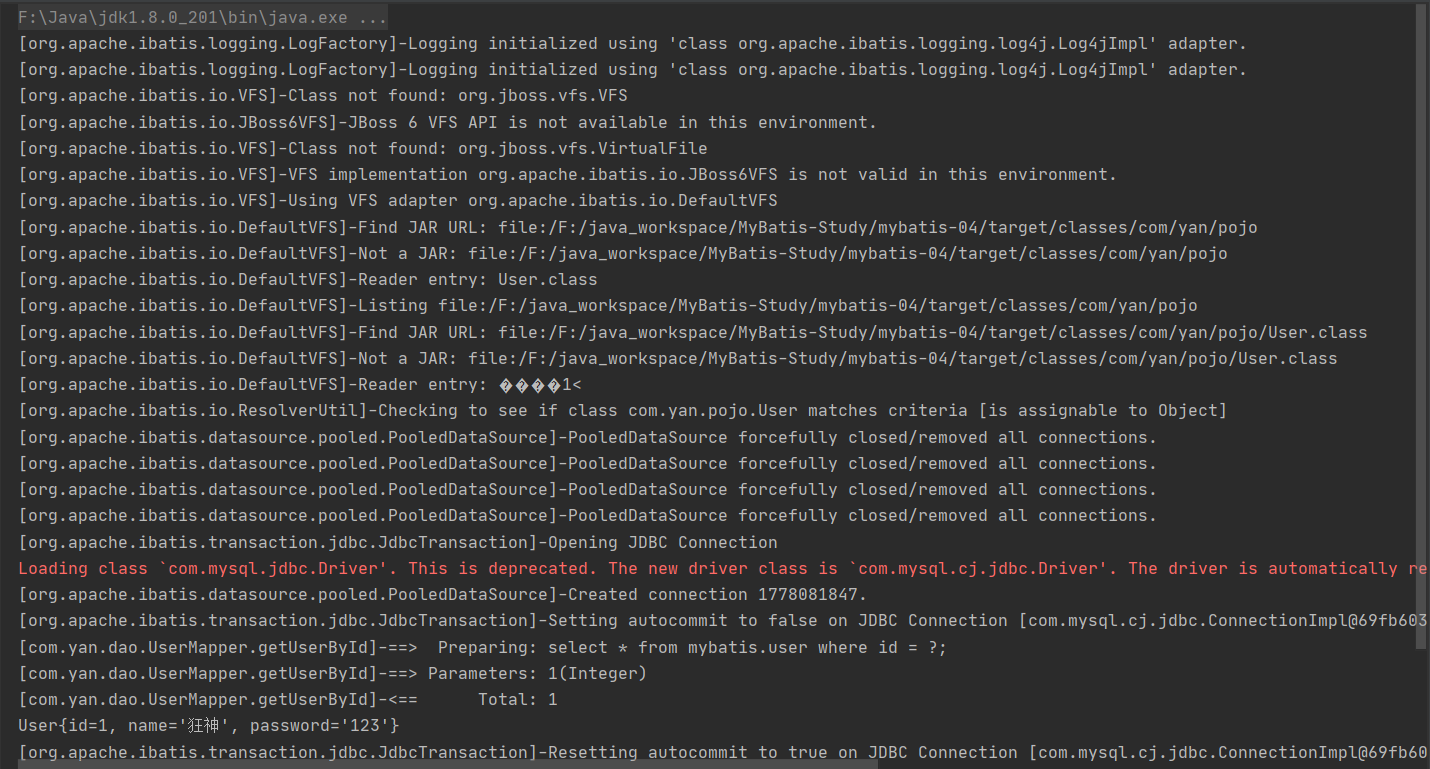 F:\Java\jdk1.8.0_201\bin\java.exe ...
[org.apache.ibatis.logging.LogFactory]-Logging initialized using 'class org.apache.ibatis.logging.log4j.Log4jImpl' adapter.
[org.apache.ibatis.logging.LogFactory]-Logging initialized using 'class org.apache.ibatis.logging.log4j.Log4jImpl' adapter.
[org.apache.ibatis.io.VFS]-Class not found: org.jboss.vfs.VFS
[org.apache.ibatis.io.JBoss6VFS]-JBoss 6 VFS API is not available in this environment.
[org.apache.ibatis.io.VFS]-Class not found: org.jboss.vfs.VirtualFile
[org.apache.ibatis.io.VFS]-VFS implementation org.apache.ibatis.io.JBoss6VFS is not valid in this environment.
[org.apache.ibatis.io.VFS]-Using VFS adapter org.apache.ibatis.io.DefaultVFS
[org.apache.ibatis.io.DefaultVFS]-Find JAR URL: file:/F:/java_workspace/MyBatis-Study/mybatis-04/target/classes/com/yan/pojo
[org.apache.ibatis.io.DefaultVFS]-Not a JAR: file:/F:/java_workspace/MyBatis-Study/mybatis-04/target/classes/com/yan/pojo
[org.apache.ibatis.io.DefaultVFS]-Reader entry: User.class
[org.apache.ibatis.io.DefaultVFS]-Listing file:/F:/java_workspace/MyBatis-Study/mybatis-04/target/classes/com/yan/pojo
[org.apache.ibatis.io.DefaultVFS]-Find JAR URL: file:/F:/java_workspace/MyBatis-Study/mybatis-04/target/classes/com/yan/pojo/User.class
[org.apache.ibatis.io.DefaultVFS]-Not a JAR: file:/F:/java_workspace/MyBatis-Study/mybatis-04/target/classes/com/yan/pojo/User.class
[org.apache.ibatis.io.DefaultVFS]-Reader entry: ����1<
[org.apache.ibatis.io.ResolverUtil]-Checking to see if class com.yan.pojo.User matches criteria [is assignable to Object]
[org.apache.ibatis.datasource.pooled.PooledDataSource]-PooledDataSource forcefully closed/removed all connections.
[org.apache.ibatis.datasource.pooled.PooledDataSource]-PooledDataSource forcefully closed/removed all connections.
[org.apache.ibatis.datasource.pooled.PooledDataSource]-PooledDataSource forcefully closed/removed all connections.
[org.apache.ibatis.datasource.pooled.PooledDataSource]-PooledDataSource forcefully closed/removed all connections.
[org.apache.ibatis.transaction.jdbc.JdbcTransaction]-Opening JDBC Connection
Loading class `com.mysql.jdbc.Driver'. This is deprecated. The new driver class is `com.mysql.cj.jdbc.Driver'. The driver is automatically re
[org.apache.ibatis.datasource.pooled.PooledDataSource]-Created connection 1778081847.
[org.apache.ibatis.transaction.jdbc.JdbcTransaction]-Setting autocommit to false on JDBC Connection [com.mysql.cj.jdbc.ConnectionImpl@69fb603
[com.yan.dao.UserMapper.getUserById]-==>  Preparing: select * from mybatis.user where id = ?;
[com.yan.dao.UserMapper.getUserById]-==> Parameters: 1(Integer)
[com.yan.dao.UserMapper.getUserById]-<==      Total: 1
User{id=1, name='狂神', password='123'}
[org.apache.ibatis.transaction.jdbc.JdbcTransaction]-Resetting autocommit to true on JDBC Connection [com.mysql.cj.jdbc.ConnectionImpl@69fb60